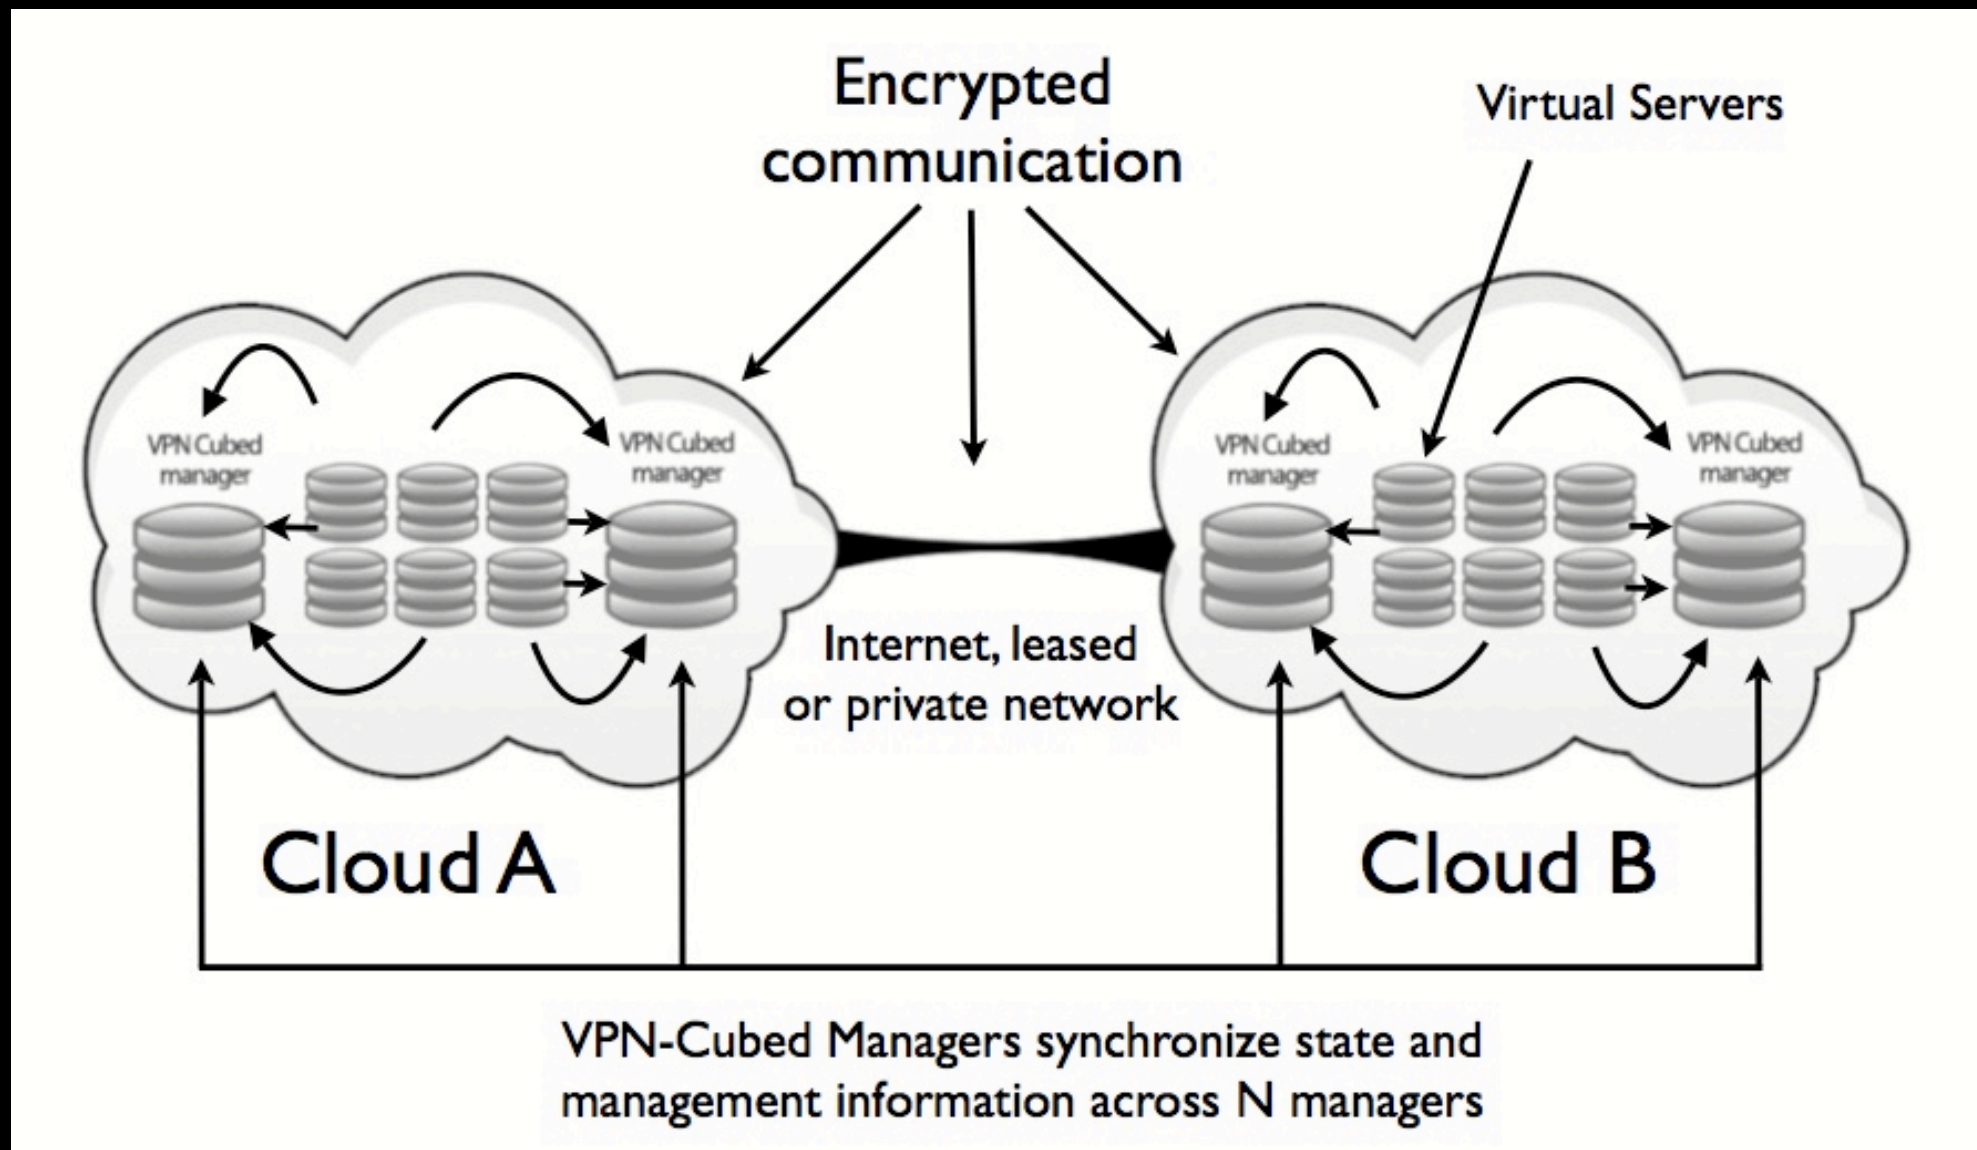 Encrypted
communication
Virtual Servers
VPN Cubed
manager
VPN Cubed
manager
VPN Cubed
manager
VPN Cubed
manager
Internet, leased
or private network
Cloud A
Cloud B
VPN-Cubed Managers synchronize state and
management information across N managers